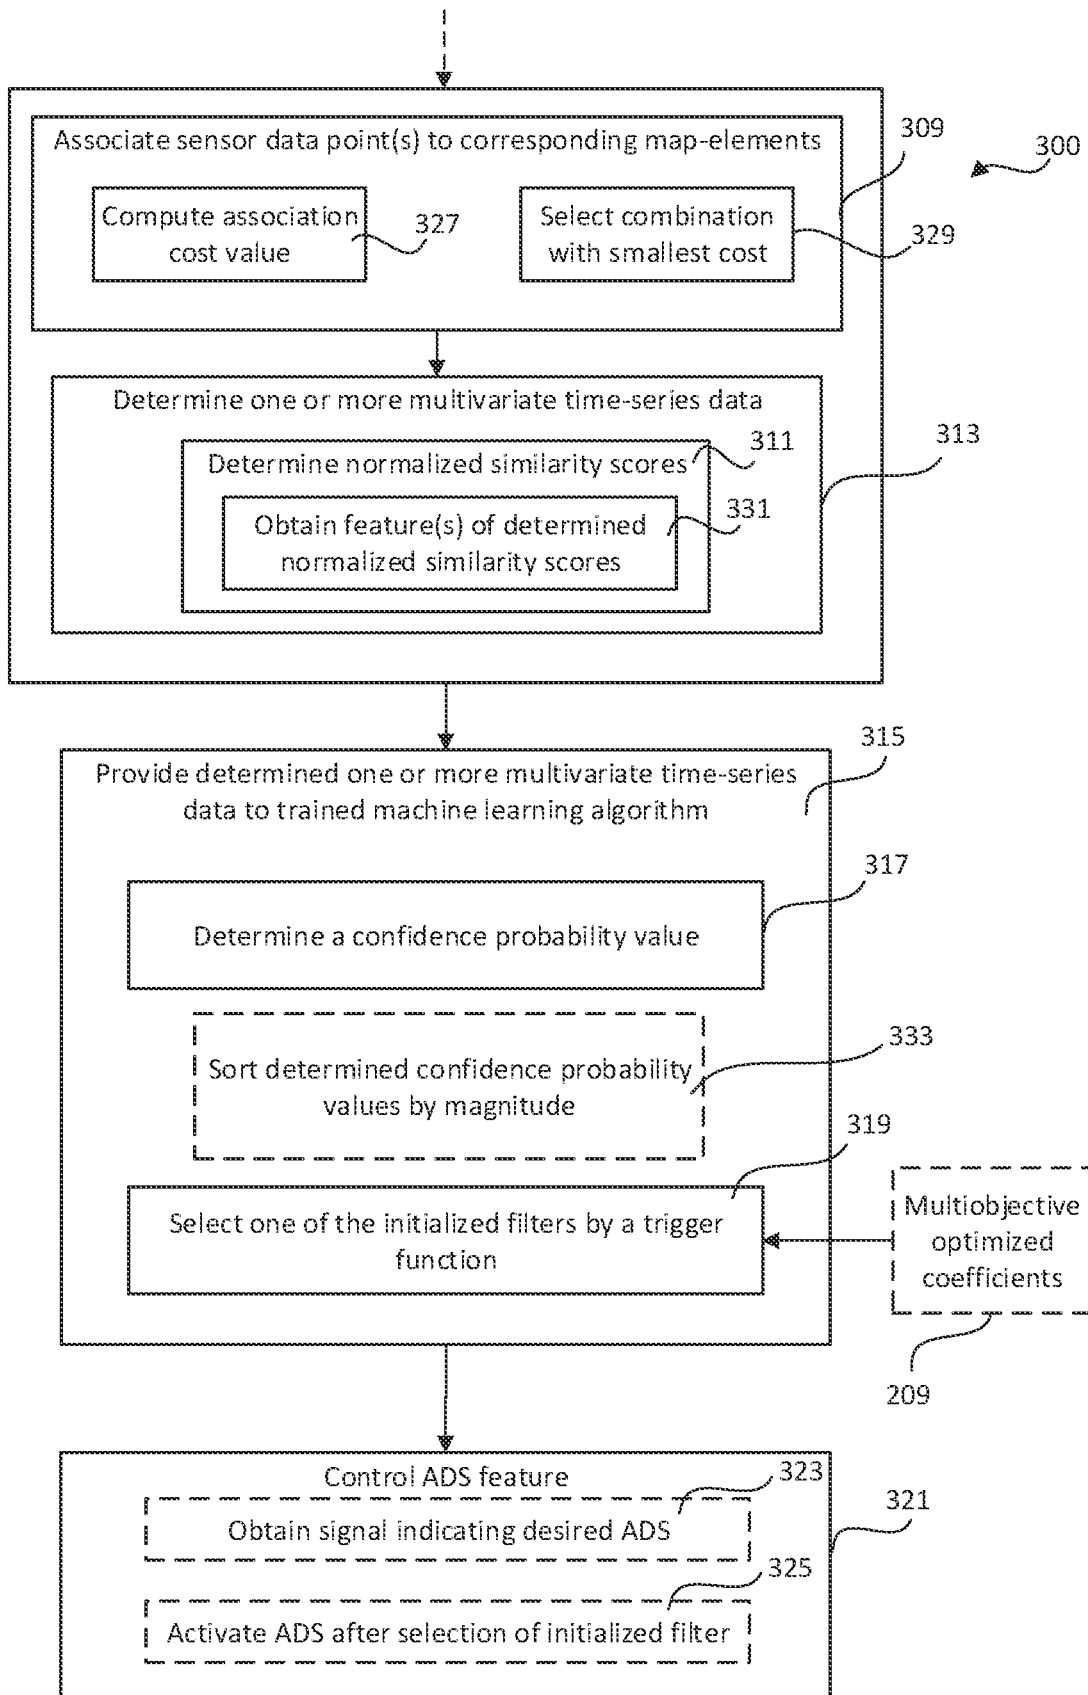 Associate sensor data point(s) to corresponding map-elements
309
300
Compute association
cost value
327
Select combination
with smallest cost
329
Determine one or more multivariate time-series data
313
Determine normalized similarity scores
311
Obtain feature(s) of determined
normalized similarity scores
331
Provide determined one or more multivariate time-series
data to trained machine learning algorithm
315
Determine a confidence probability value
317
Sort determined confidence probability
values by magnitude
333
Select one of the initialized filters by a trigger
function
319
Multiobjective
optimized
coefficients
209
Control ADS feature
321
Obtain signal indicating desired ADS
323
Activate ADS after selection of initialized filter
325